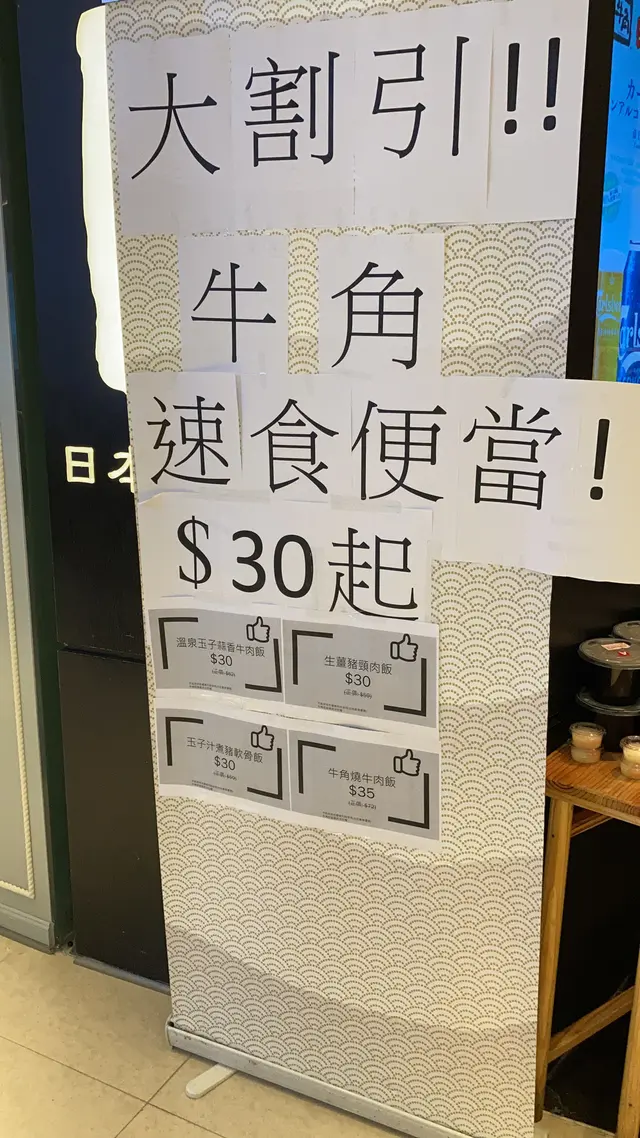 大割引!!
牛角
速食便當!
$30起
溫泉玉子蒜香牛肉飯
$30
生薑豬頸肉飯
$30
玉子汁煮豬軟骨飯
$30
牛角燒牛肉飯
$35
日本